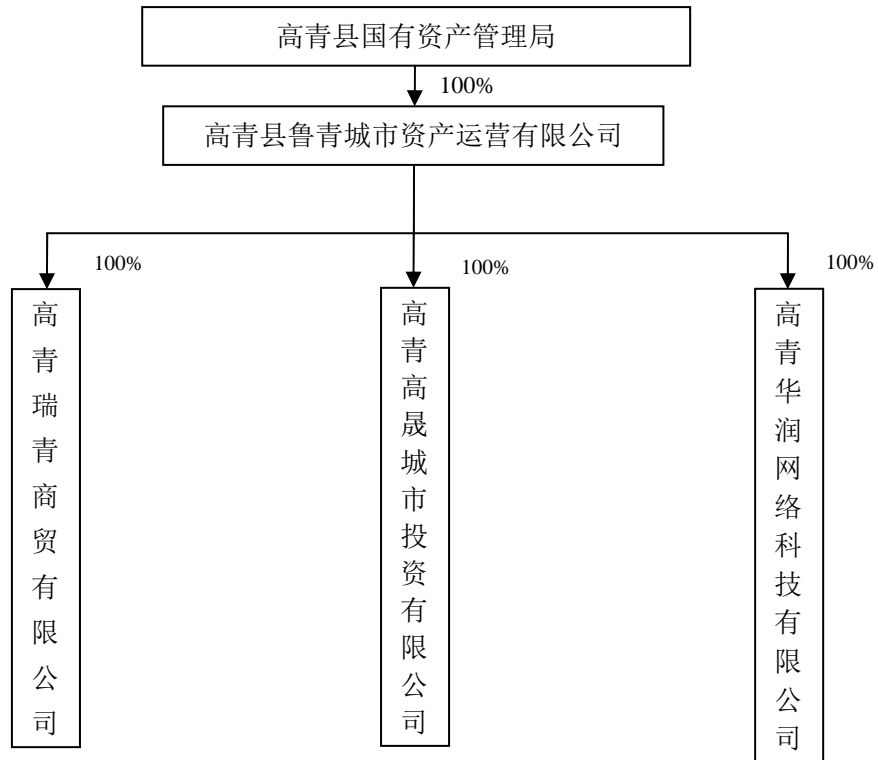 高青县国有资产管理局
100%
高青县鲁青城市资产运营有限公司
100%
100%
100%
高青瑞青商贸有限公司
高青高晟城市投资有限公司
高青华润网络科技有限公司